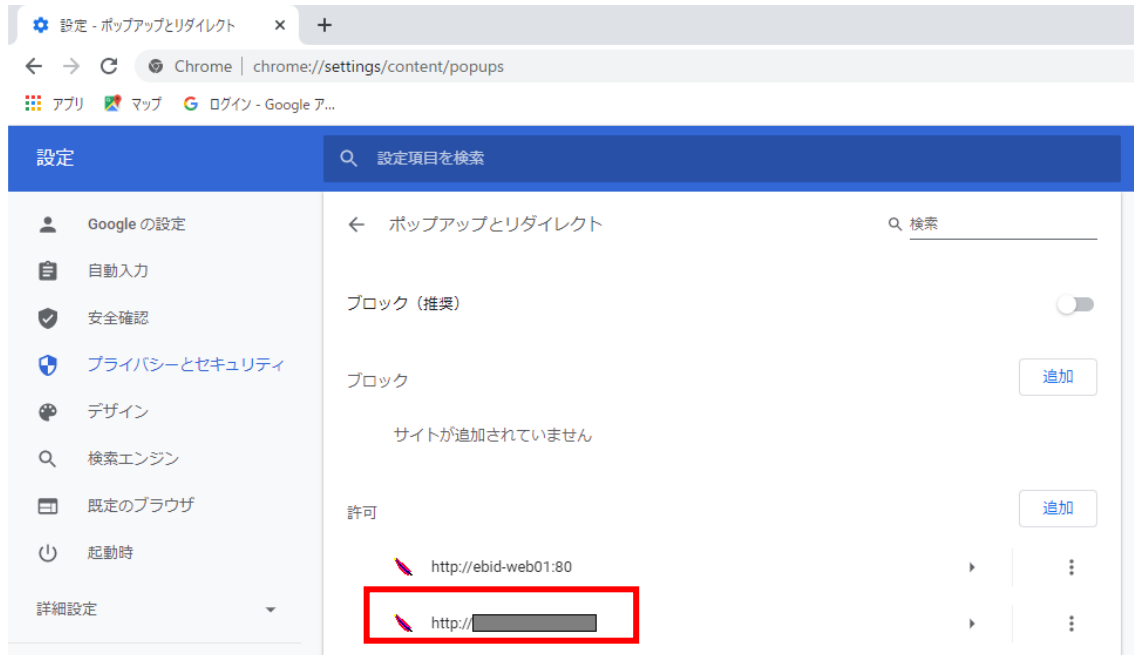 設定 - ポップアップとリダイレクト × +
Chrome | chrome://settings/content/popups
アプリ マップ G ログイン - Google ア...
設定
設定項目を検索
Google の設定
自動入力
安全確認
プライバシーとセキュリティ
デザイン
検索エンジン
既定のブラウザ
起動時
詳細設定
ポップアップとリダイレクト
検索
ブロック（推奨）
ブロック
追加
サイトが追加されていません
許可
追加
http://ebid-web01:80
http://